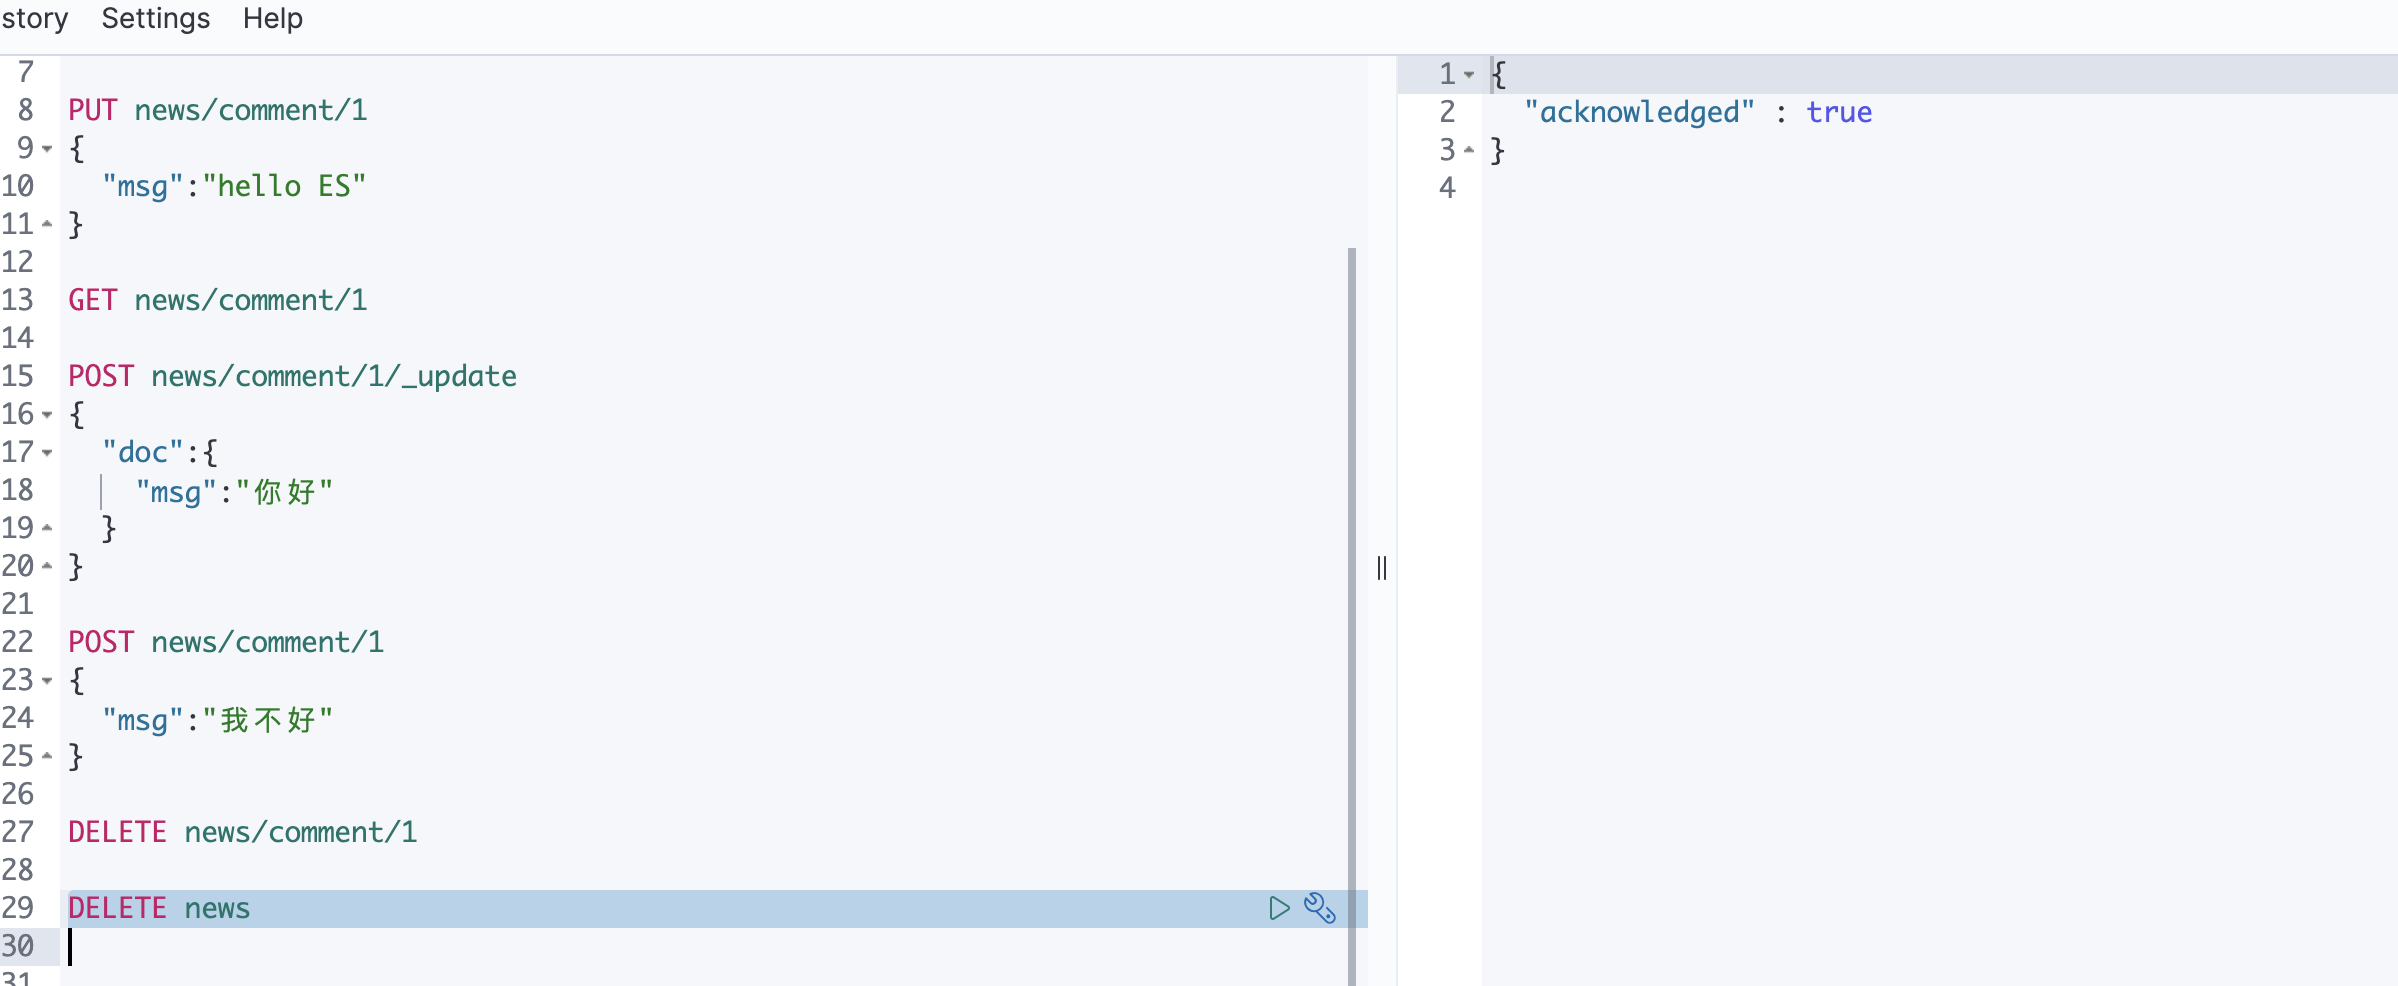 story Settings Help
7
8 PUT news/comment/1
9 {
10 "msg":"hello ES"
11 }
12
13 GET news/comment/1
14
15 POST news/comment/1/_update
16 {
17 "doc":{
18 "msg":"你好"
19 }
20 }
21
22 POST news/comment/1
23 {
24 "msg":"我不好"
25 }
26
27 DELETE news/comment/1
28
29 DELETE news
30
31
1 {
2 "acknowledged" : true
3 }
4